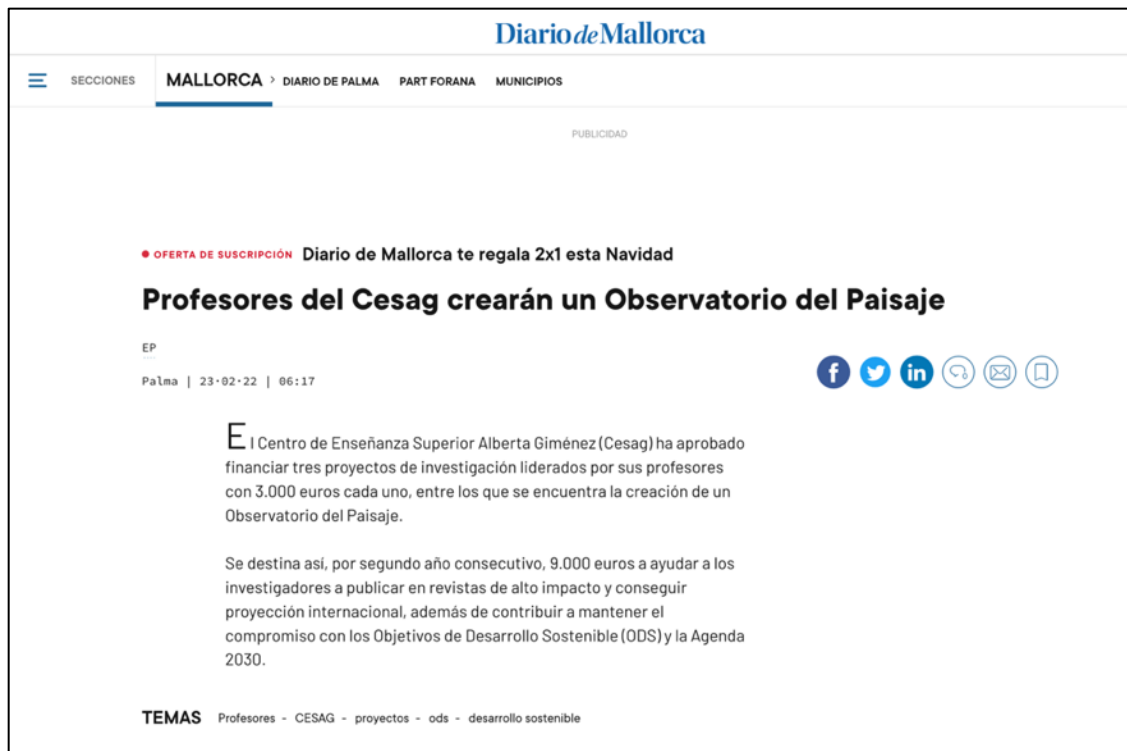 Diario de Mallorca
SECCIONES MALLORCA > DIARIO DE PALMA PART FORANA MUNICIPIOS
PUBLICIDAD
OFERTA DE SUSCRIPCIÓN Diario de Mallorca te regala 2x1 esta Navidad
Profesores del Cesag crearán un Observatorio del Paisaje
EP
Palma | 23·02·22 | 06:17
El Centro de Enseñanza Superior Alberta Giménez (Cesag) ha aprobado
financiar tres proyectos de investigación liderados por sus profesores
con 3.000 euros cada uno, entre los que se encuentra la creación de un
Observatorio del Paisaje.
Se destina así, por segundo año consecutivo, 9.000 euros a ayudar a los
investigadores a publicar en revistas de alto impacto y conseguir
proyección internacional, además de contribuir a mantener el
compromiso con los Objetivos de Desarrollo Sostenible (ODS) y la Agenda
2030.
TEMAS Profesores - CESAG - proyectos - ods - desarrollo sostenible